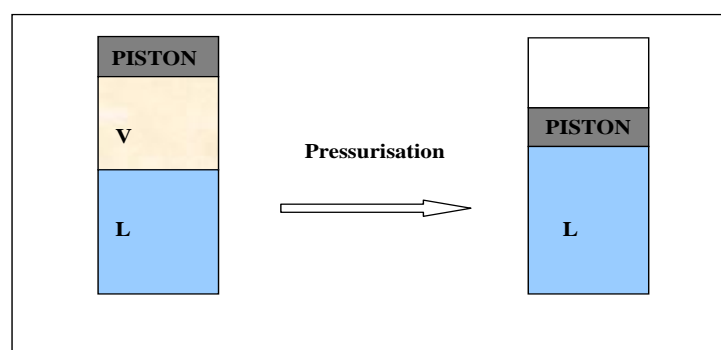 PISTON
V
L
Pressurisation
PISTON
L